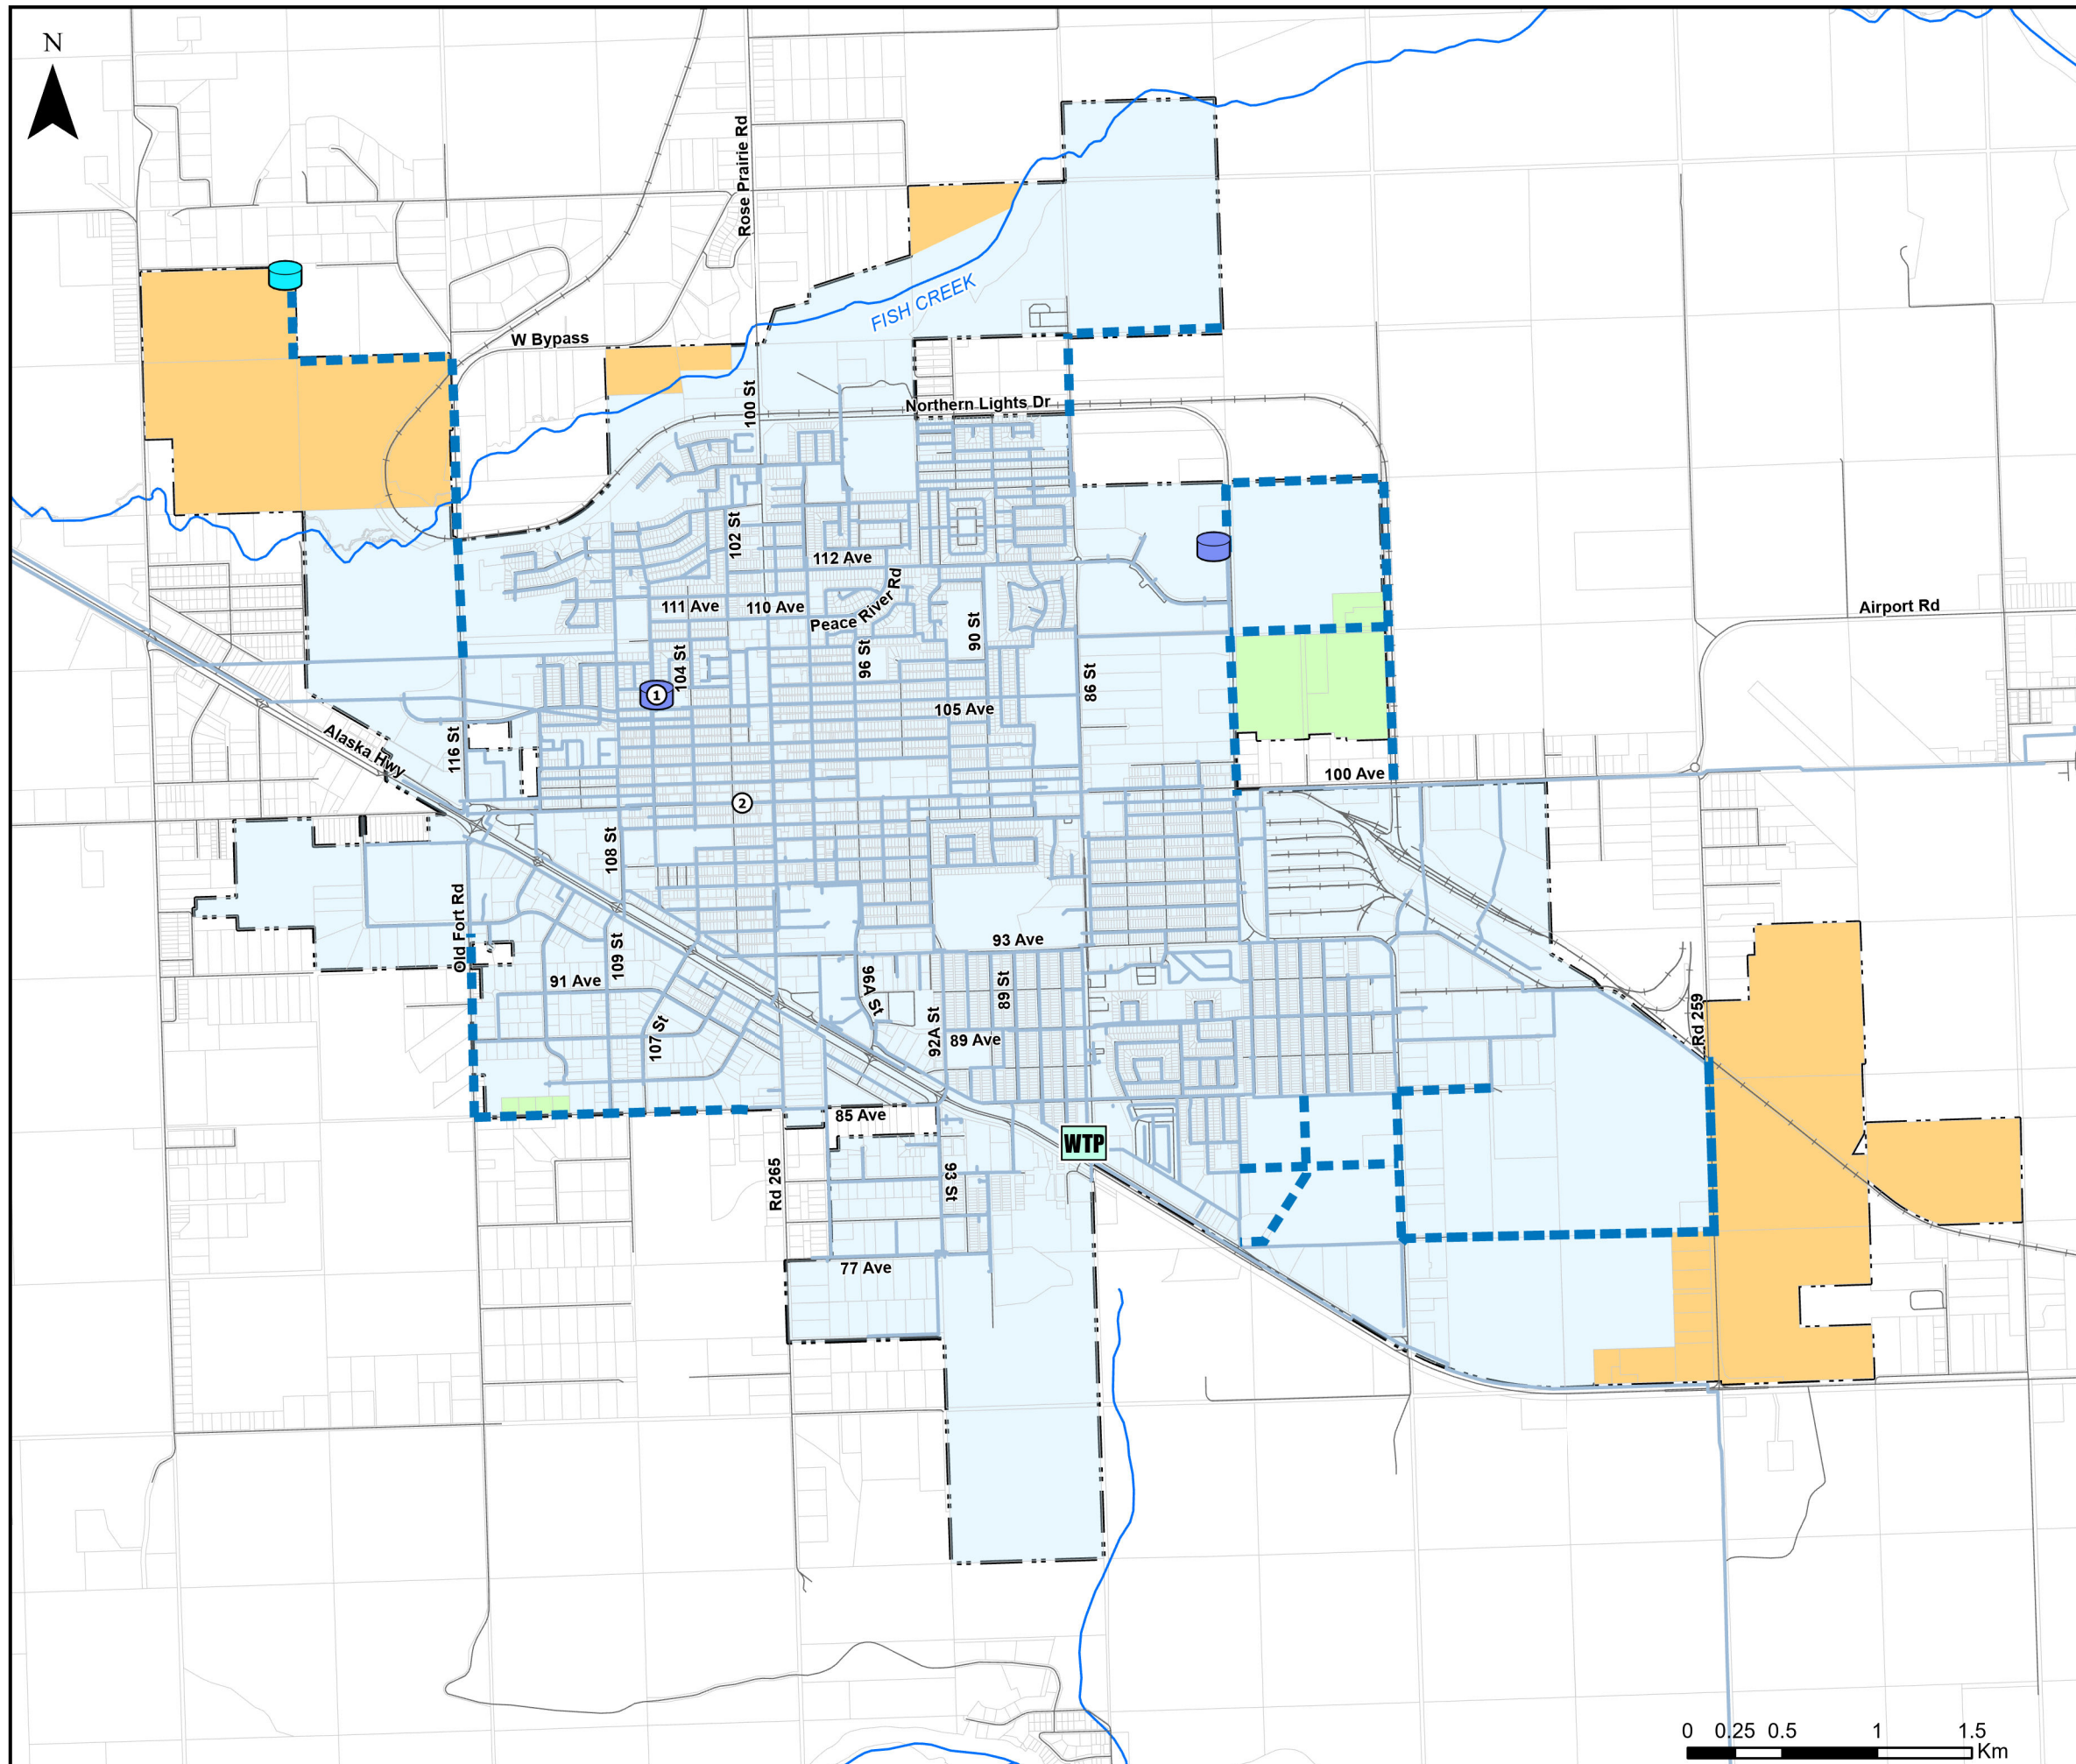 N
Rose Prairie Rd
FISH CREEK
W Bypass
100 St
Northern Lights Dr
102 St
112 Ave
Peace River Rd
111 Ave
110 Ave
Airport Rd
90 St
96 St
104 St
86 St
1
105 Ave
116 St
Alaska Hwy
100 Ave
2
108 St
Old Fort Rd
109 St
93 Ave
91 Ave
96A St
89 St
Rd 259
107 St
92A St
89 Ave
85 Ave
WTP
Rd 265
93 St
77 Ave
0 0.25 0.5 1 1.5
Km